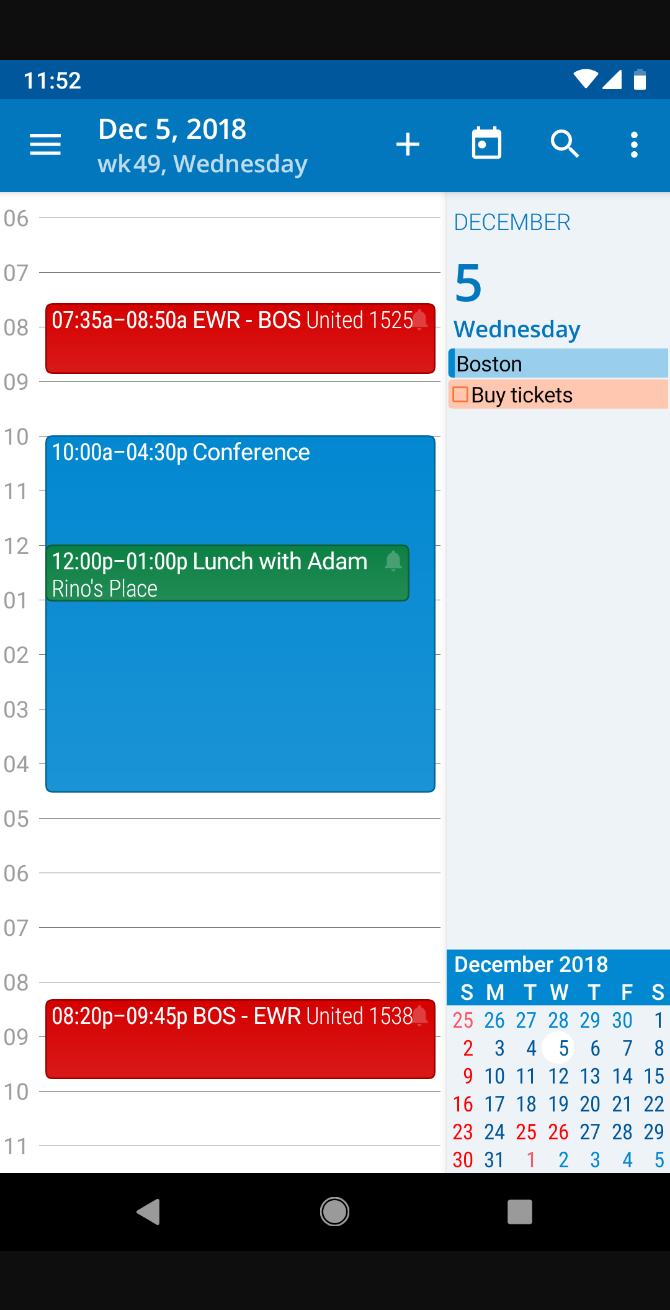 11:52
Dec 5, 2018
wk49, Wednesday
06
07
07:35a–08:50a EWR - BOS United 1525
08
09
10
10:00a–04:30p Conference
11
12
12:00p–01:00p Lunch with Adam
Rino's Place
01
02
03
04
05
06
07
08
08:20p–09:45p BOS - EWR United 1538
09
10
11
DECEMBER
5
Wednesday
Boston
Buy tickets
December 2018
S M T W T F S
25 26 27 28 29 30 1
2 3 4 5 6 7 8
9 10 11 12 13 14 15
16 17 18 19 20 21 22
23 24 25 26 27 28 29
30 31 1 2 3 4 5